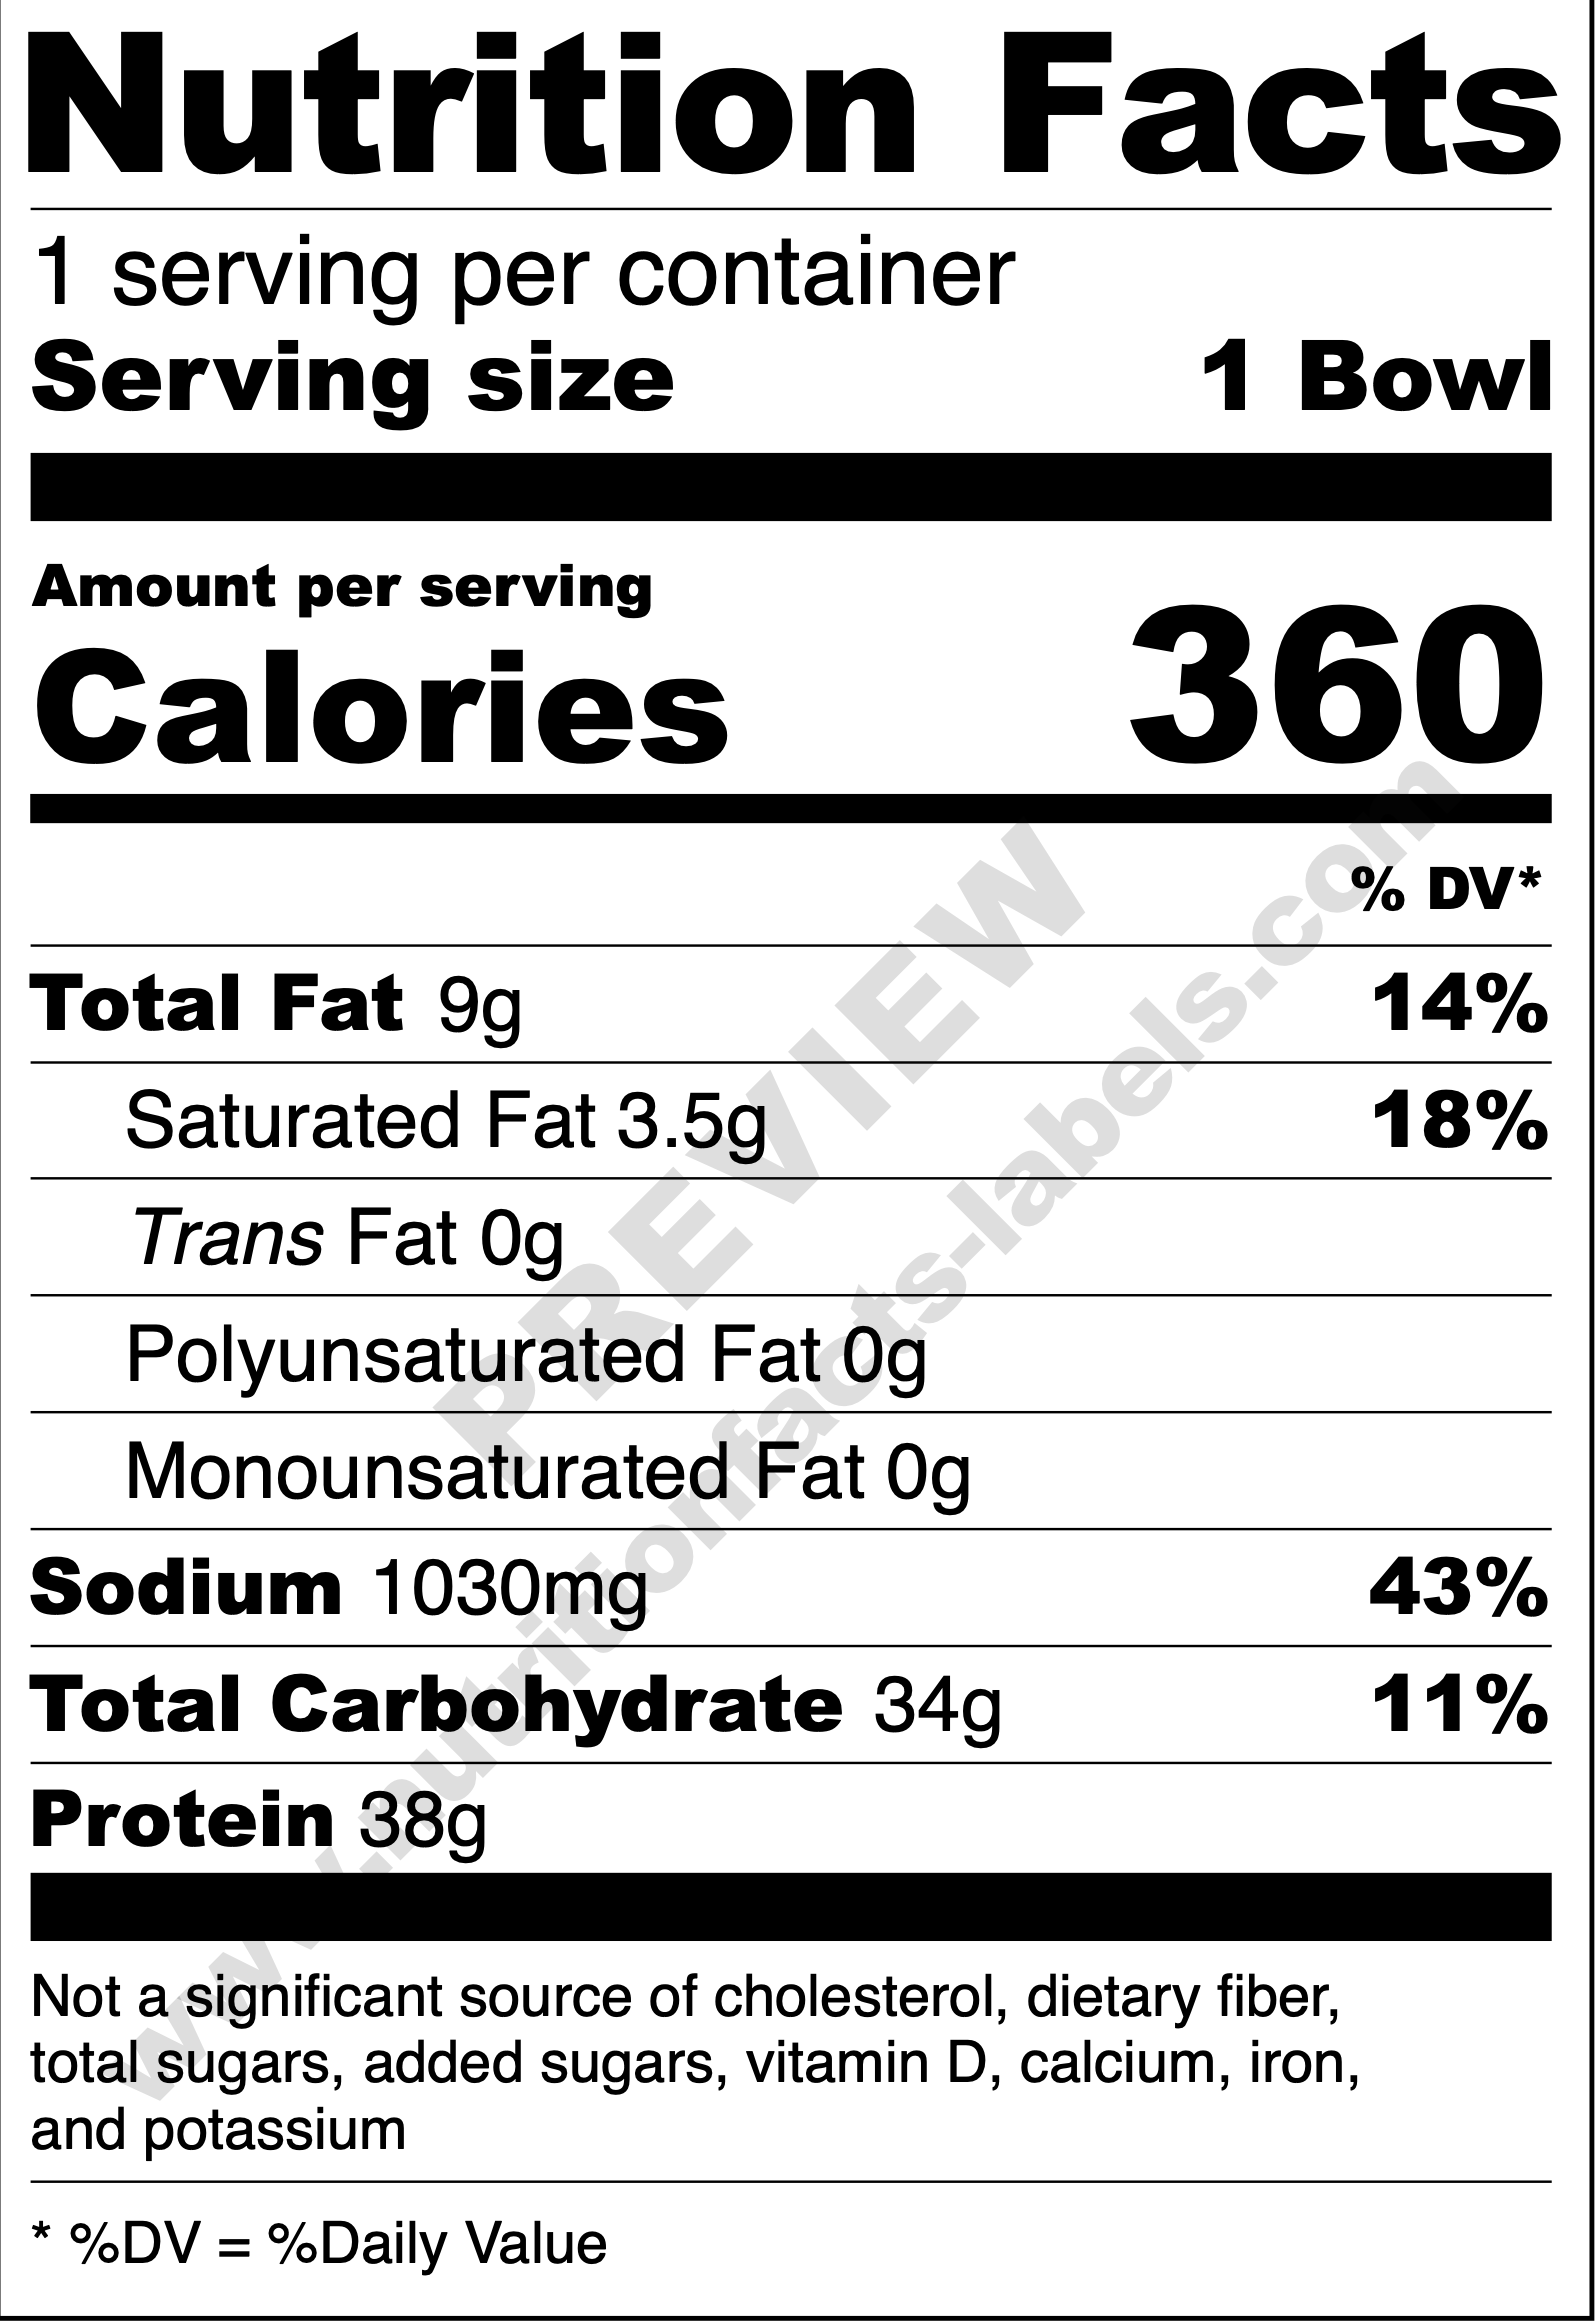 Nutrition Facts
1 serving per container
Serving size 1 Bowl
Amount per serving
Calories 360
% DV*
Total Fat 9g 14%
Saturated Fat 3.5g 18%
Trans Fat 0g
Polyunsaturated Fat 0g
Monounsaturated Fat 0g
Sodium 1030mg 43%
Total Carbohydrate 34g 11%
Protein 38g
Not a significant source of cholesterol, dietary fiber,
total sugars, added sugars, vitamin D, calcium, iron,
and potassium
* %DV = %Daily Value
PREVIEW
www.nutritionfacts-labels.com